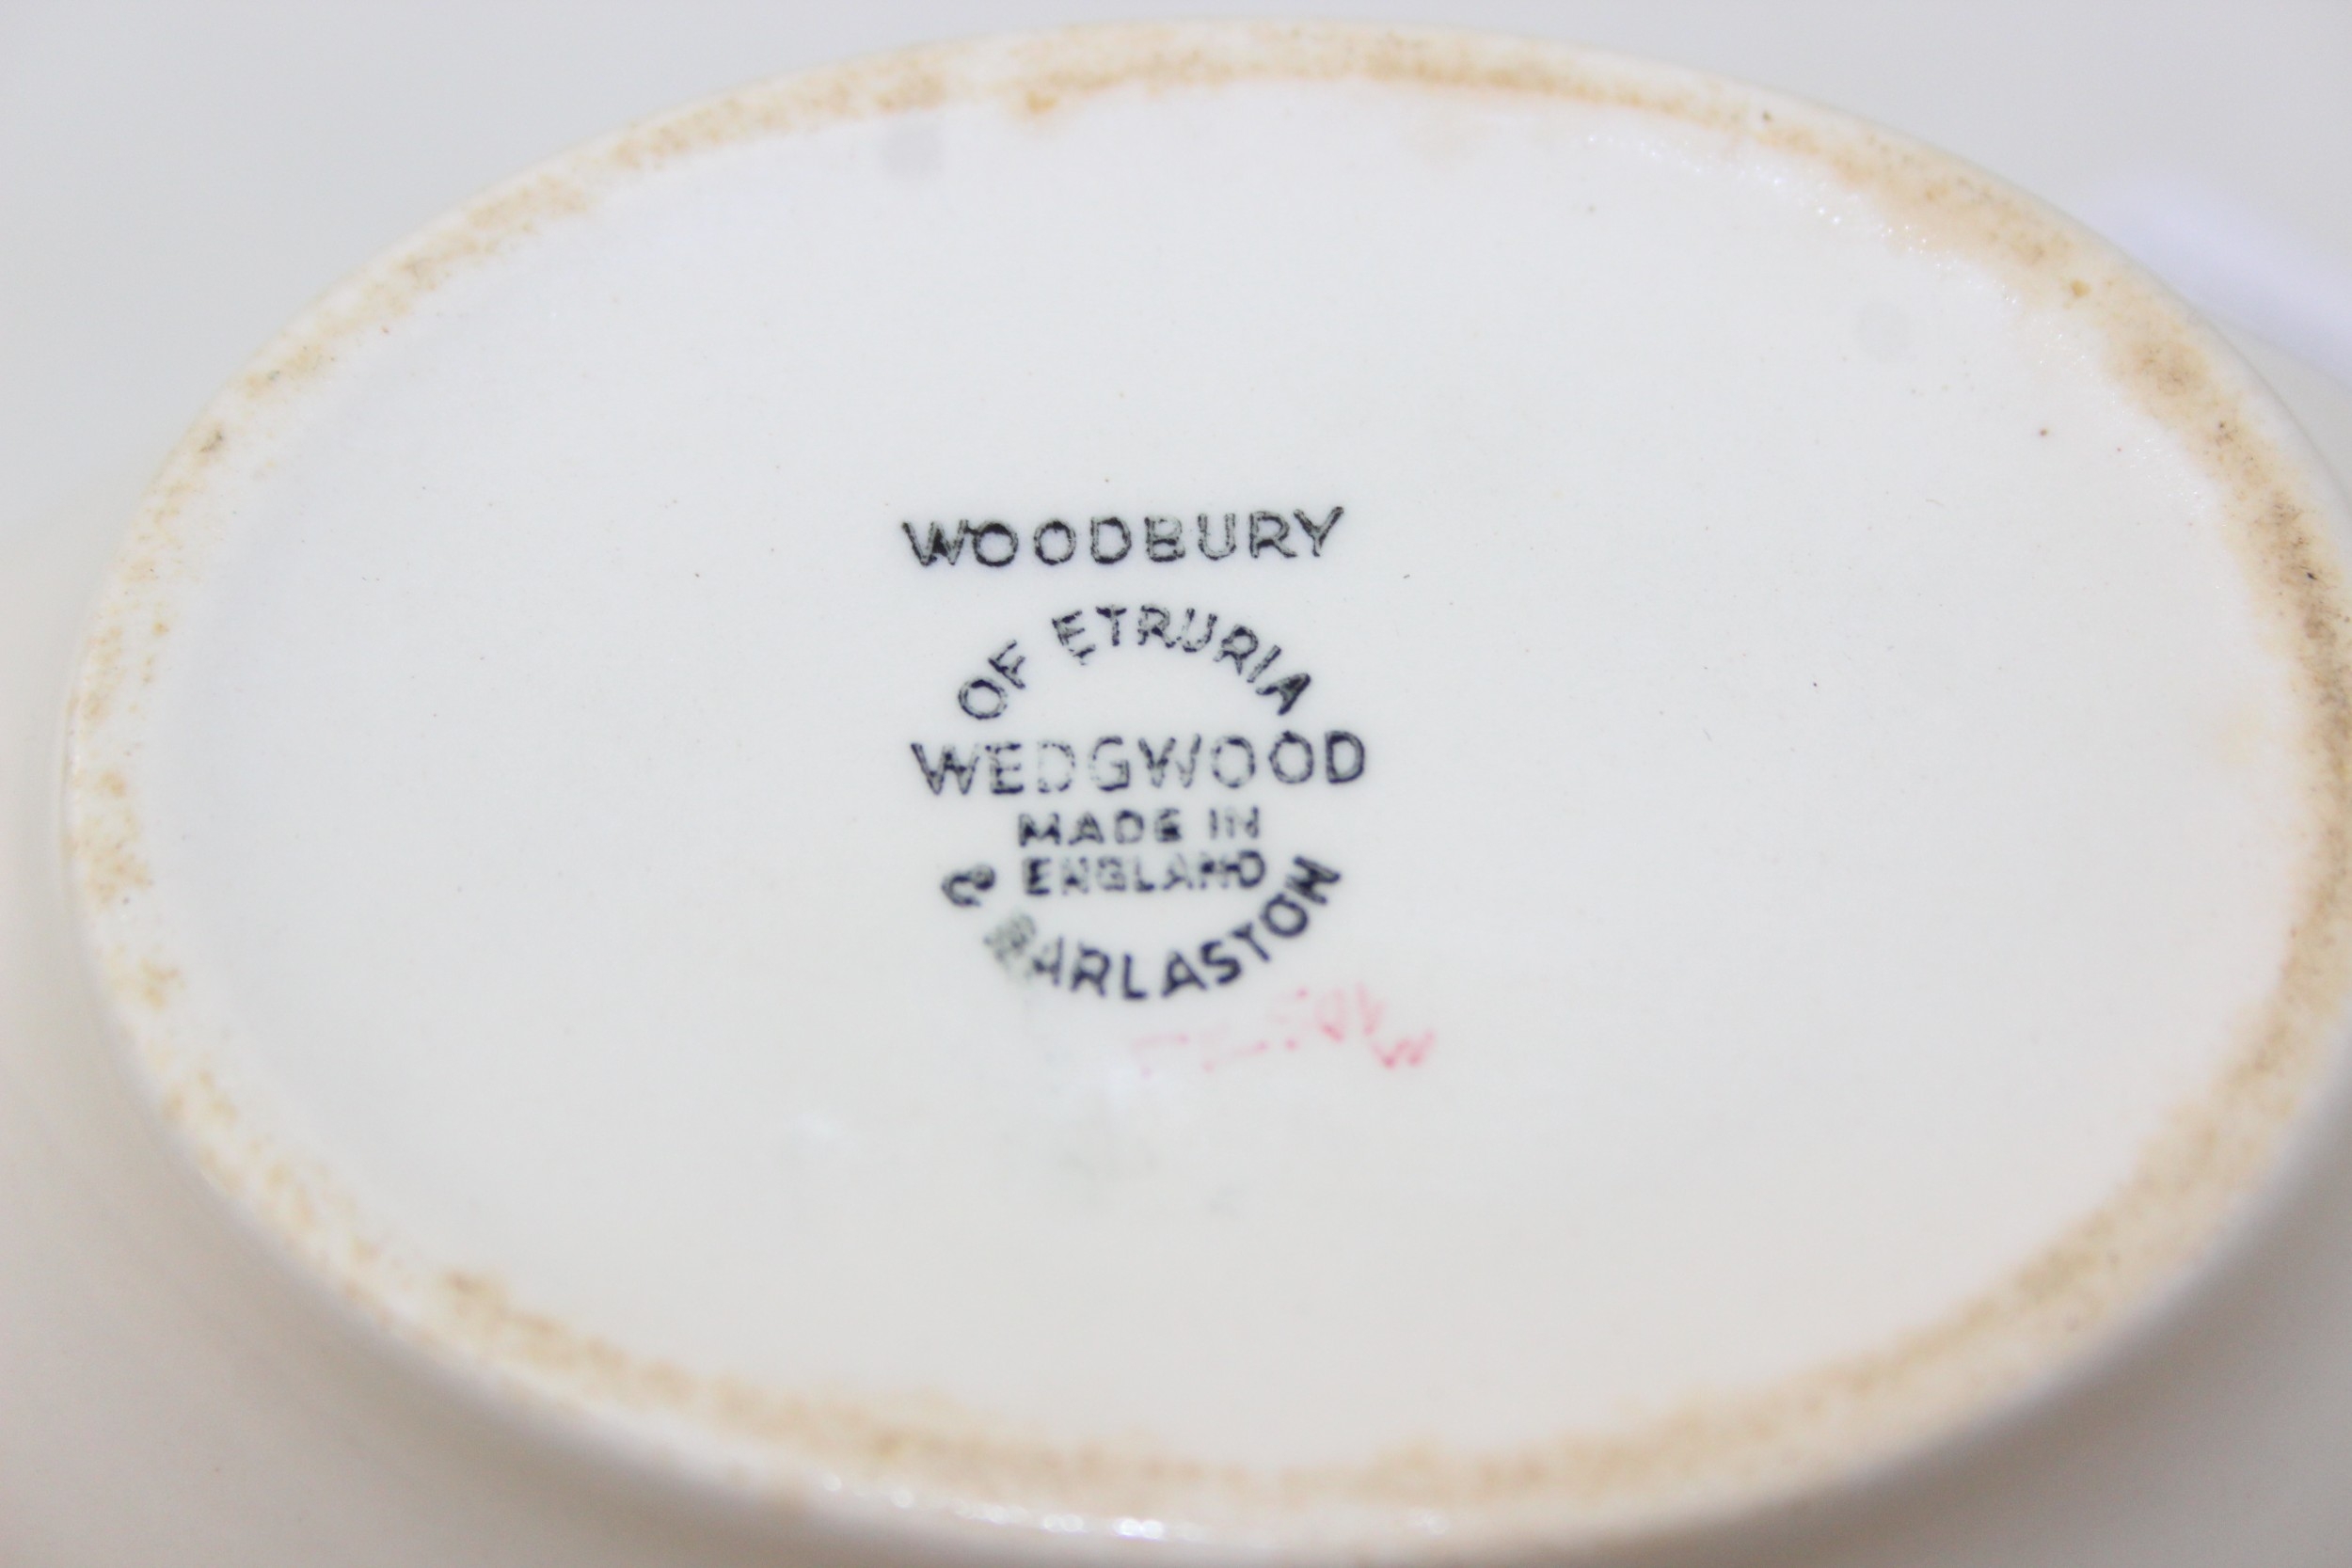 WOODBURY
OF ETRURIA
WEDGWOOD
MADE IN
ENGLAND
& BARLASTON